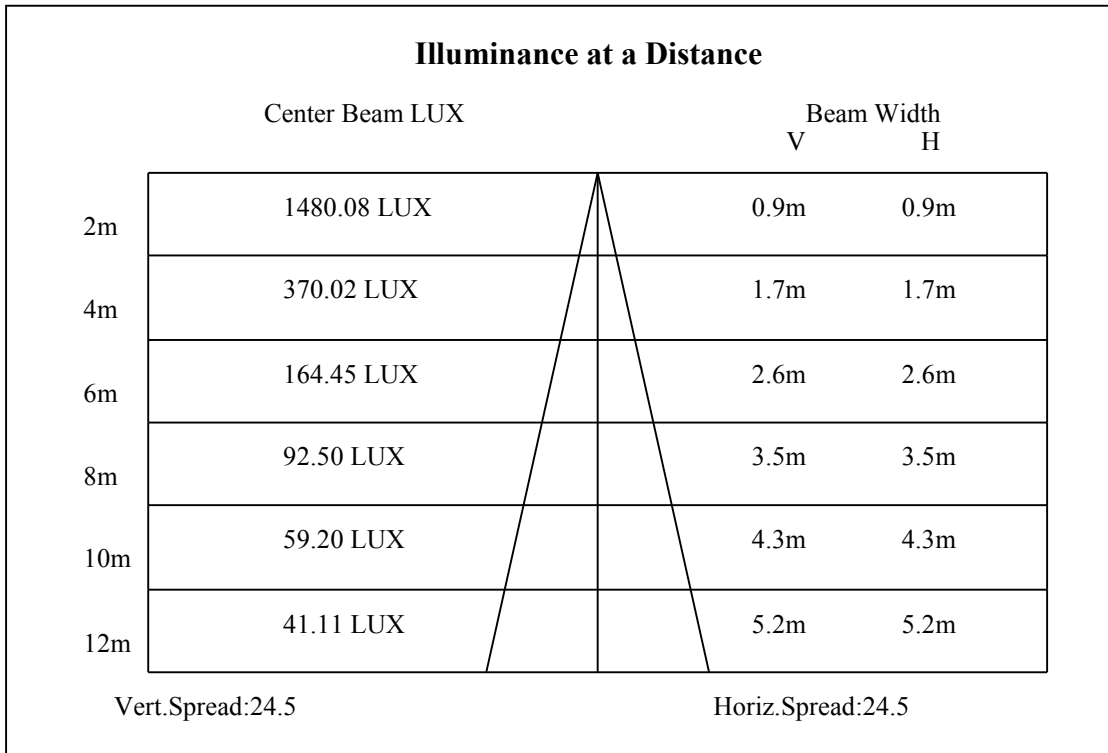 Illuminance at a Distance
Center Beam LUX Beam Width
V H
2m 1480.08 LUX 0.9m 0.9m
4m 370.02 LUX 1.7m 1.7m
6m 164.45 LUX 2.6m 2.6m
8m 92.50 LUX 3.5m 3.5m
10m 59.20 LUX 4.3m 4.3m
12m 41.11 LUX 5.2m 5.2m
Vert.Spread:24.5 Horiz.Spread:24.5